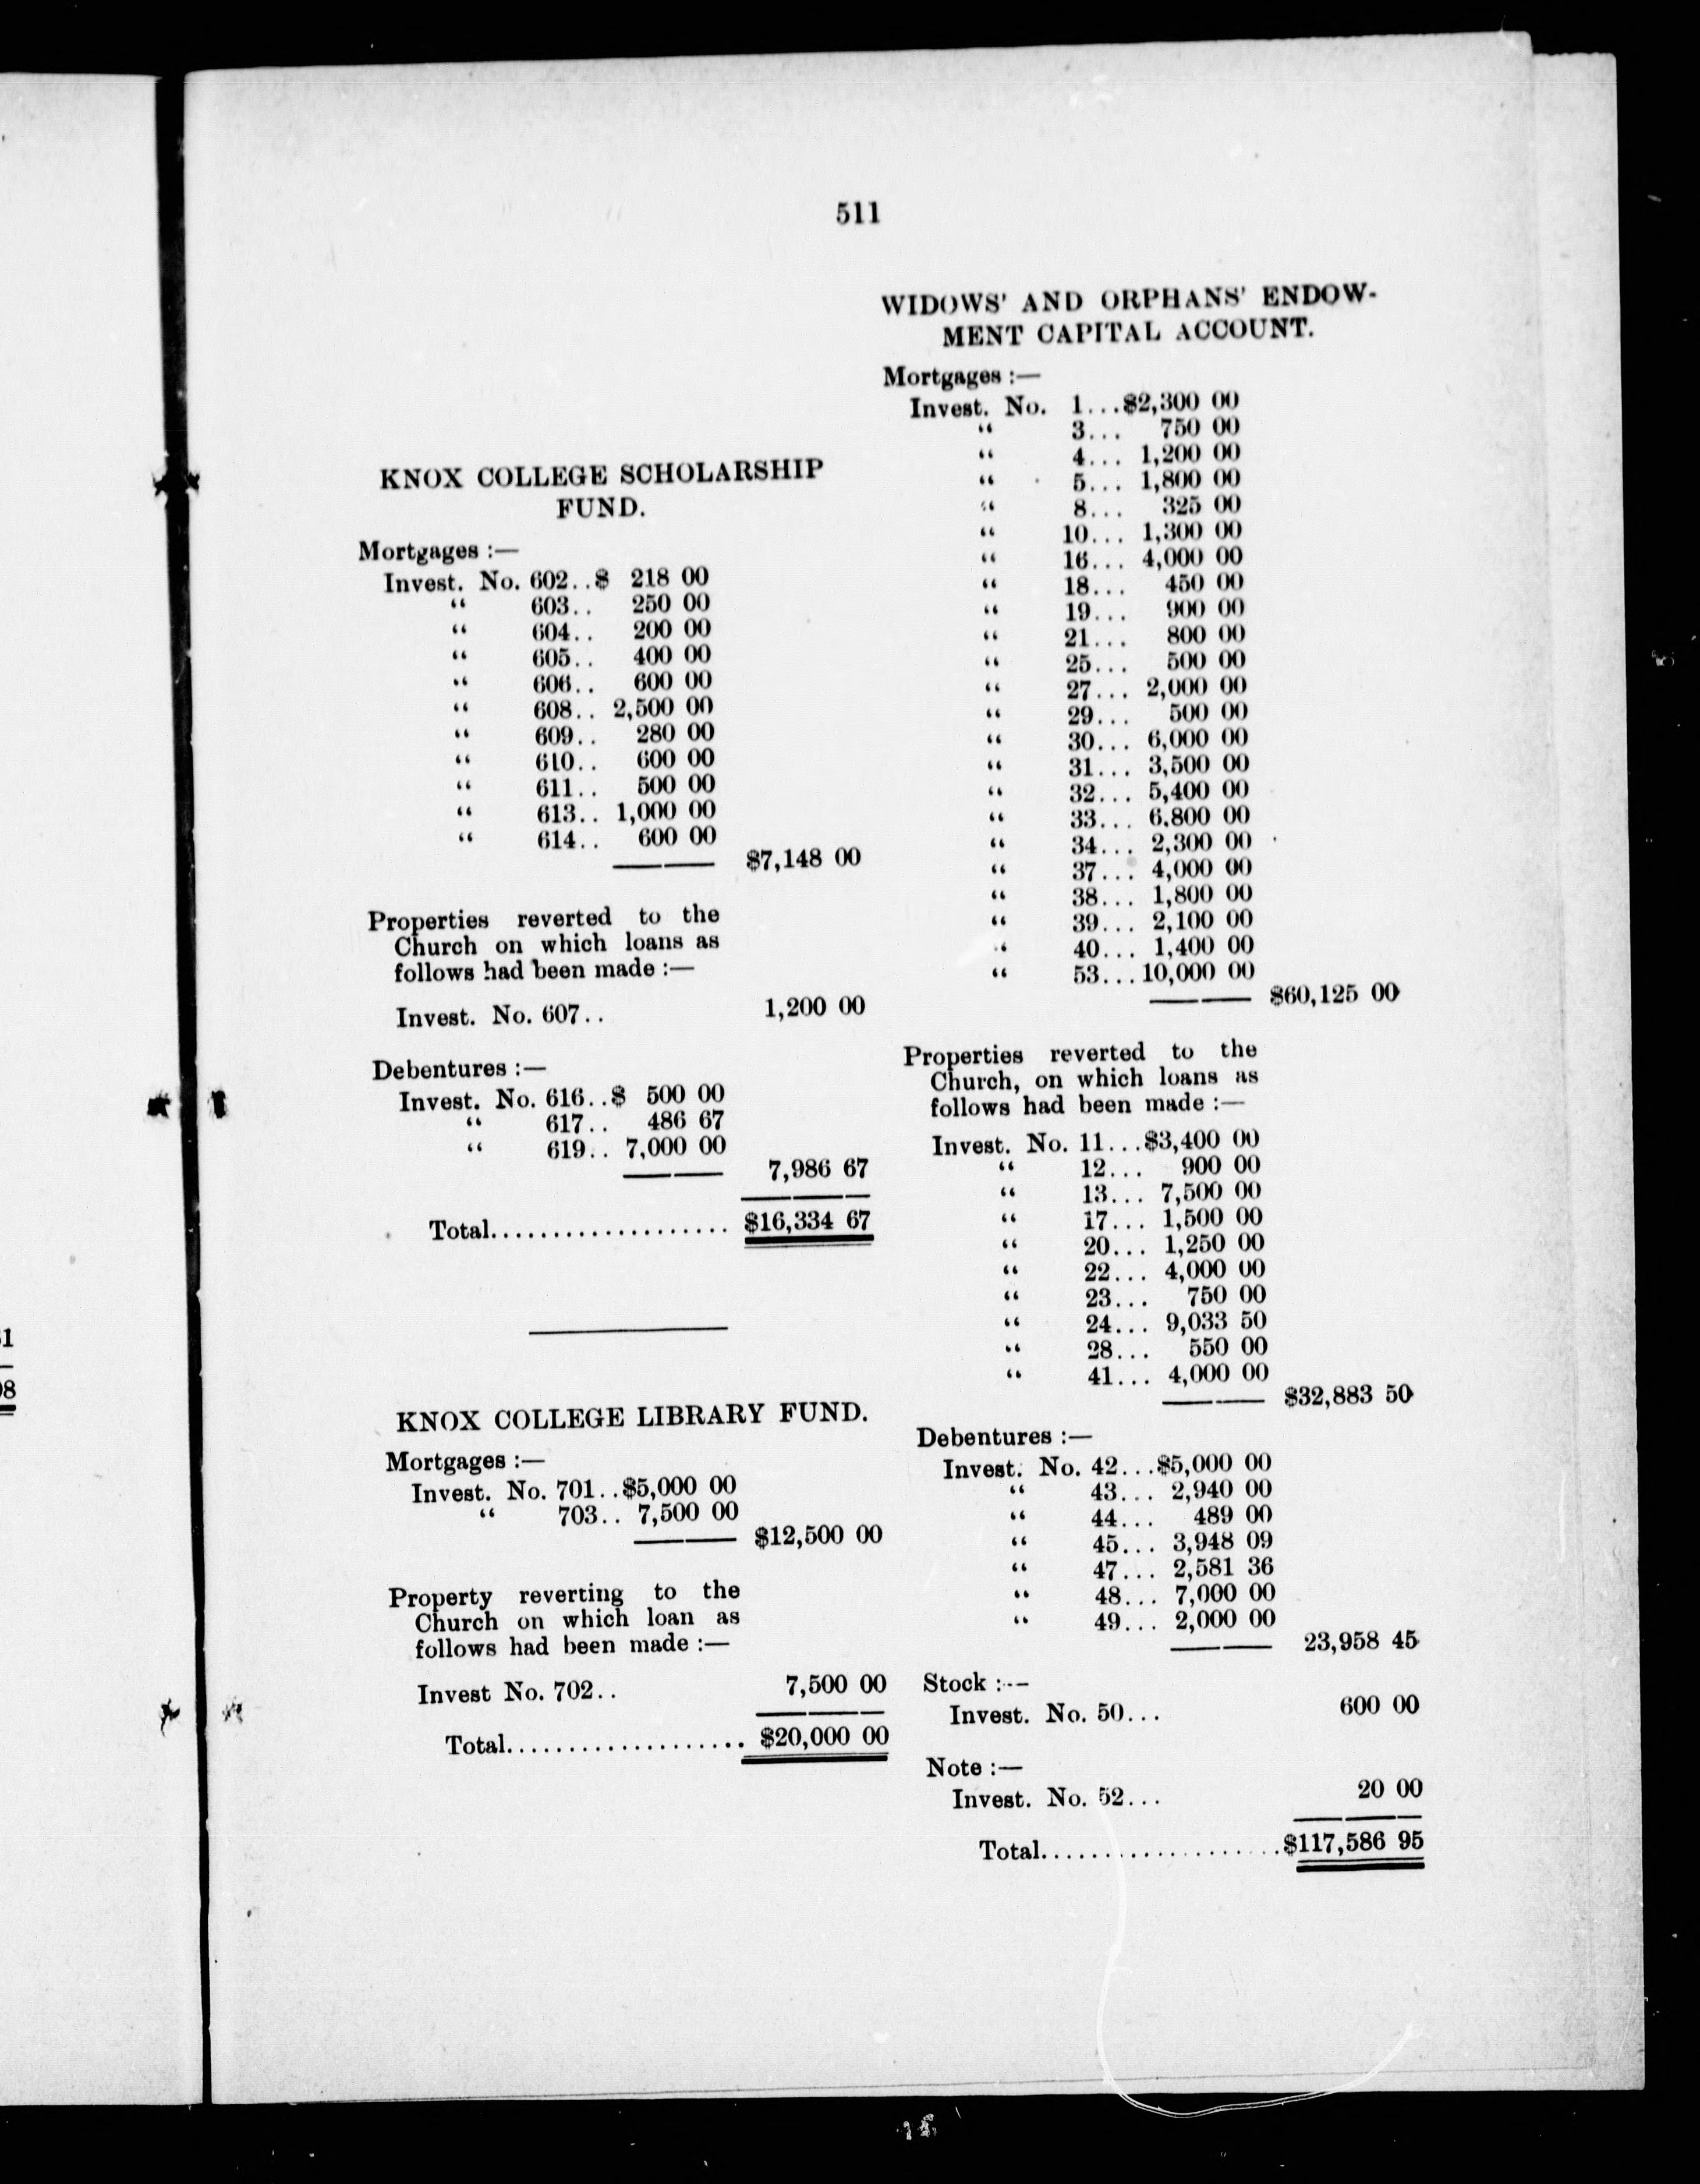 511
KNOX COLLEGE SCHOLARSHIP
FUND.
Mortgages :—
Invest. No. 602..$ 218 00
“ 603.. 250 00
“ 604.. 200 00
“ 605.. 400 00
“ 606.. 600 00
“ 608.. 2,500 00
“ 609.. 280 00
“ 610.. 600 00
“ 611.. 500 00
“ 613.. 1,000 00
“ 614.. 600 00
$7,148 00
Properties reverted to the
Church on which loans as
follows had been made :—
Invest. No. 607.. 1,200 00
Debentures :—
Invest. No. 616..$ 500 00
“ 617.. 486 67
“ 619.. 7,000 00
7,986 67
Total................... $16,334 67
KNOX COLLEGE LIBRARY FUND.
Mortgages :—
Invest. No. 701..$5,000 00
“ 703.. 7,500 00
$12,500 00
Property reverting to the
Church on which loan as
follows had been made :—
Invest No. 702.. 7,500 00
Total................... $20,000 00
WIDOWS' AND ORPHANS' ENDOW-
MENT CAPITAL ACCOUNT.
Mortgages :—
Invest. No. 1...$2,300 00
“ 3... 750 00
“ 4... 1,200 00
“ 5... 1,800 00
“ 8... 325 00
“ 10... 1,300 00
“ 16... 4,000 00
“ 18... 450 00
“ 19... 900 00
“ 21... 800 00
“ 25... 500 00
“ 27... 2,000 00
“ 29... 500 00
“ 30... 6,000 00
“ 31... 3,500 00
“ 32... 5,400 00
“ 33... 6.800 00
“ 34... 2,300 00
“ 37... 4,000 00
“ 38... 1,800 00
“ 39... 2,100 00
“ 40... 1,400 00
“ 53...10,000 00
$60,125 00
Properties reverted to the
Church, on which loans as
follows had been made :—
Invest. No. 11...$3,400 00
“ 12... 900 00
“ 13... 7,500 00
“ 17... 1,500 00
“ 20... 1,250 00
“ 22... 4,000 00
“ 23... 750 00
“ 24... 9,033 50
“ 28... 550 00
“ 41... 4,000 00
$32,883 50
Debentures :—
Invest. No. 42...$5,000 00
“ 43... 2,940 00
“ 44... 489 00
“ 45... 3,948 09
“ 47... 2,581 36
“ 48... 7,000 00
“ 49... 2,000 00
23,958 45
Stock :--
Invest. No. 50... 600 00
Note :—
Invest. No. 52... 20 00
Total...................$117,586 95